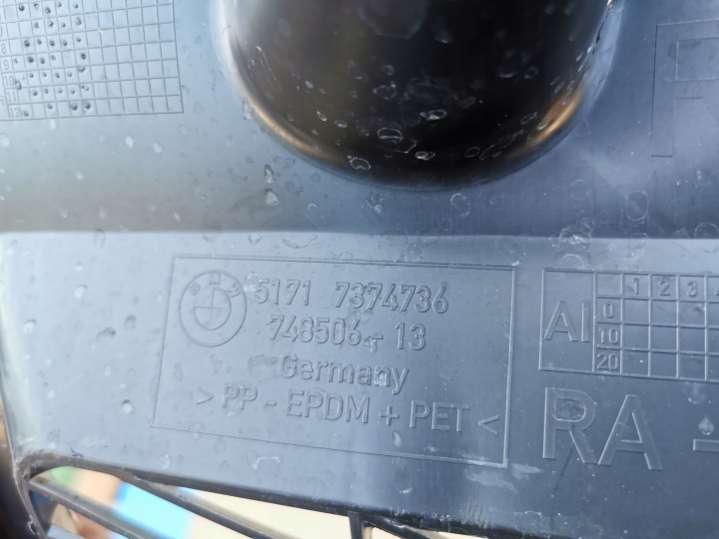 5171 7374736
748506-13
Germany
> PP - EPDM + PET <
AI
1 2 3
0
10
20
RA -